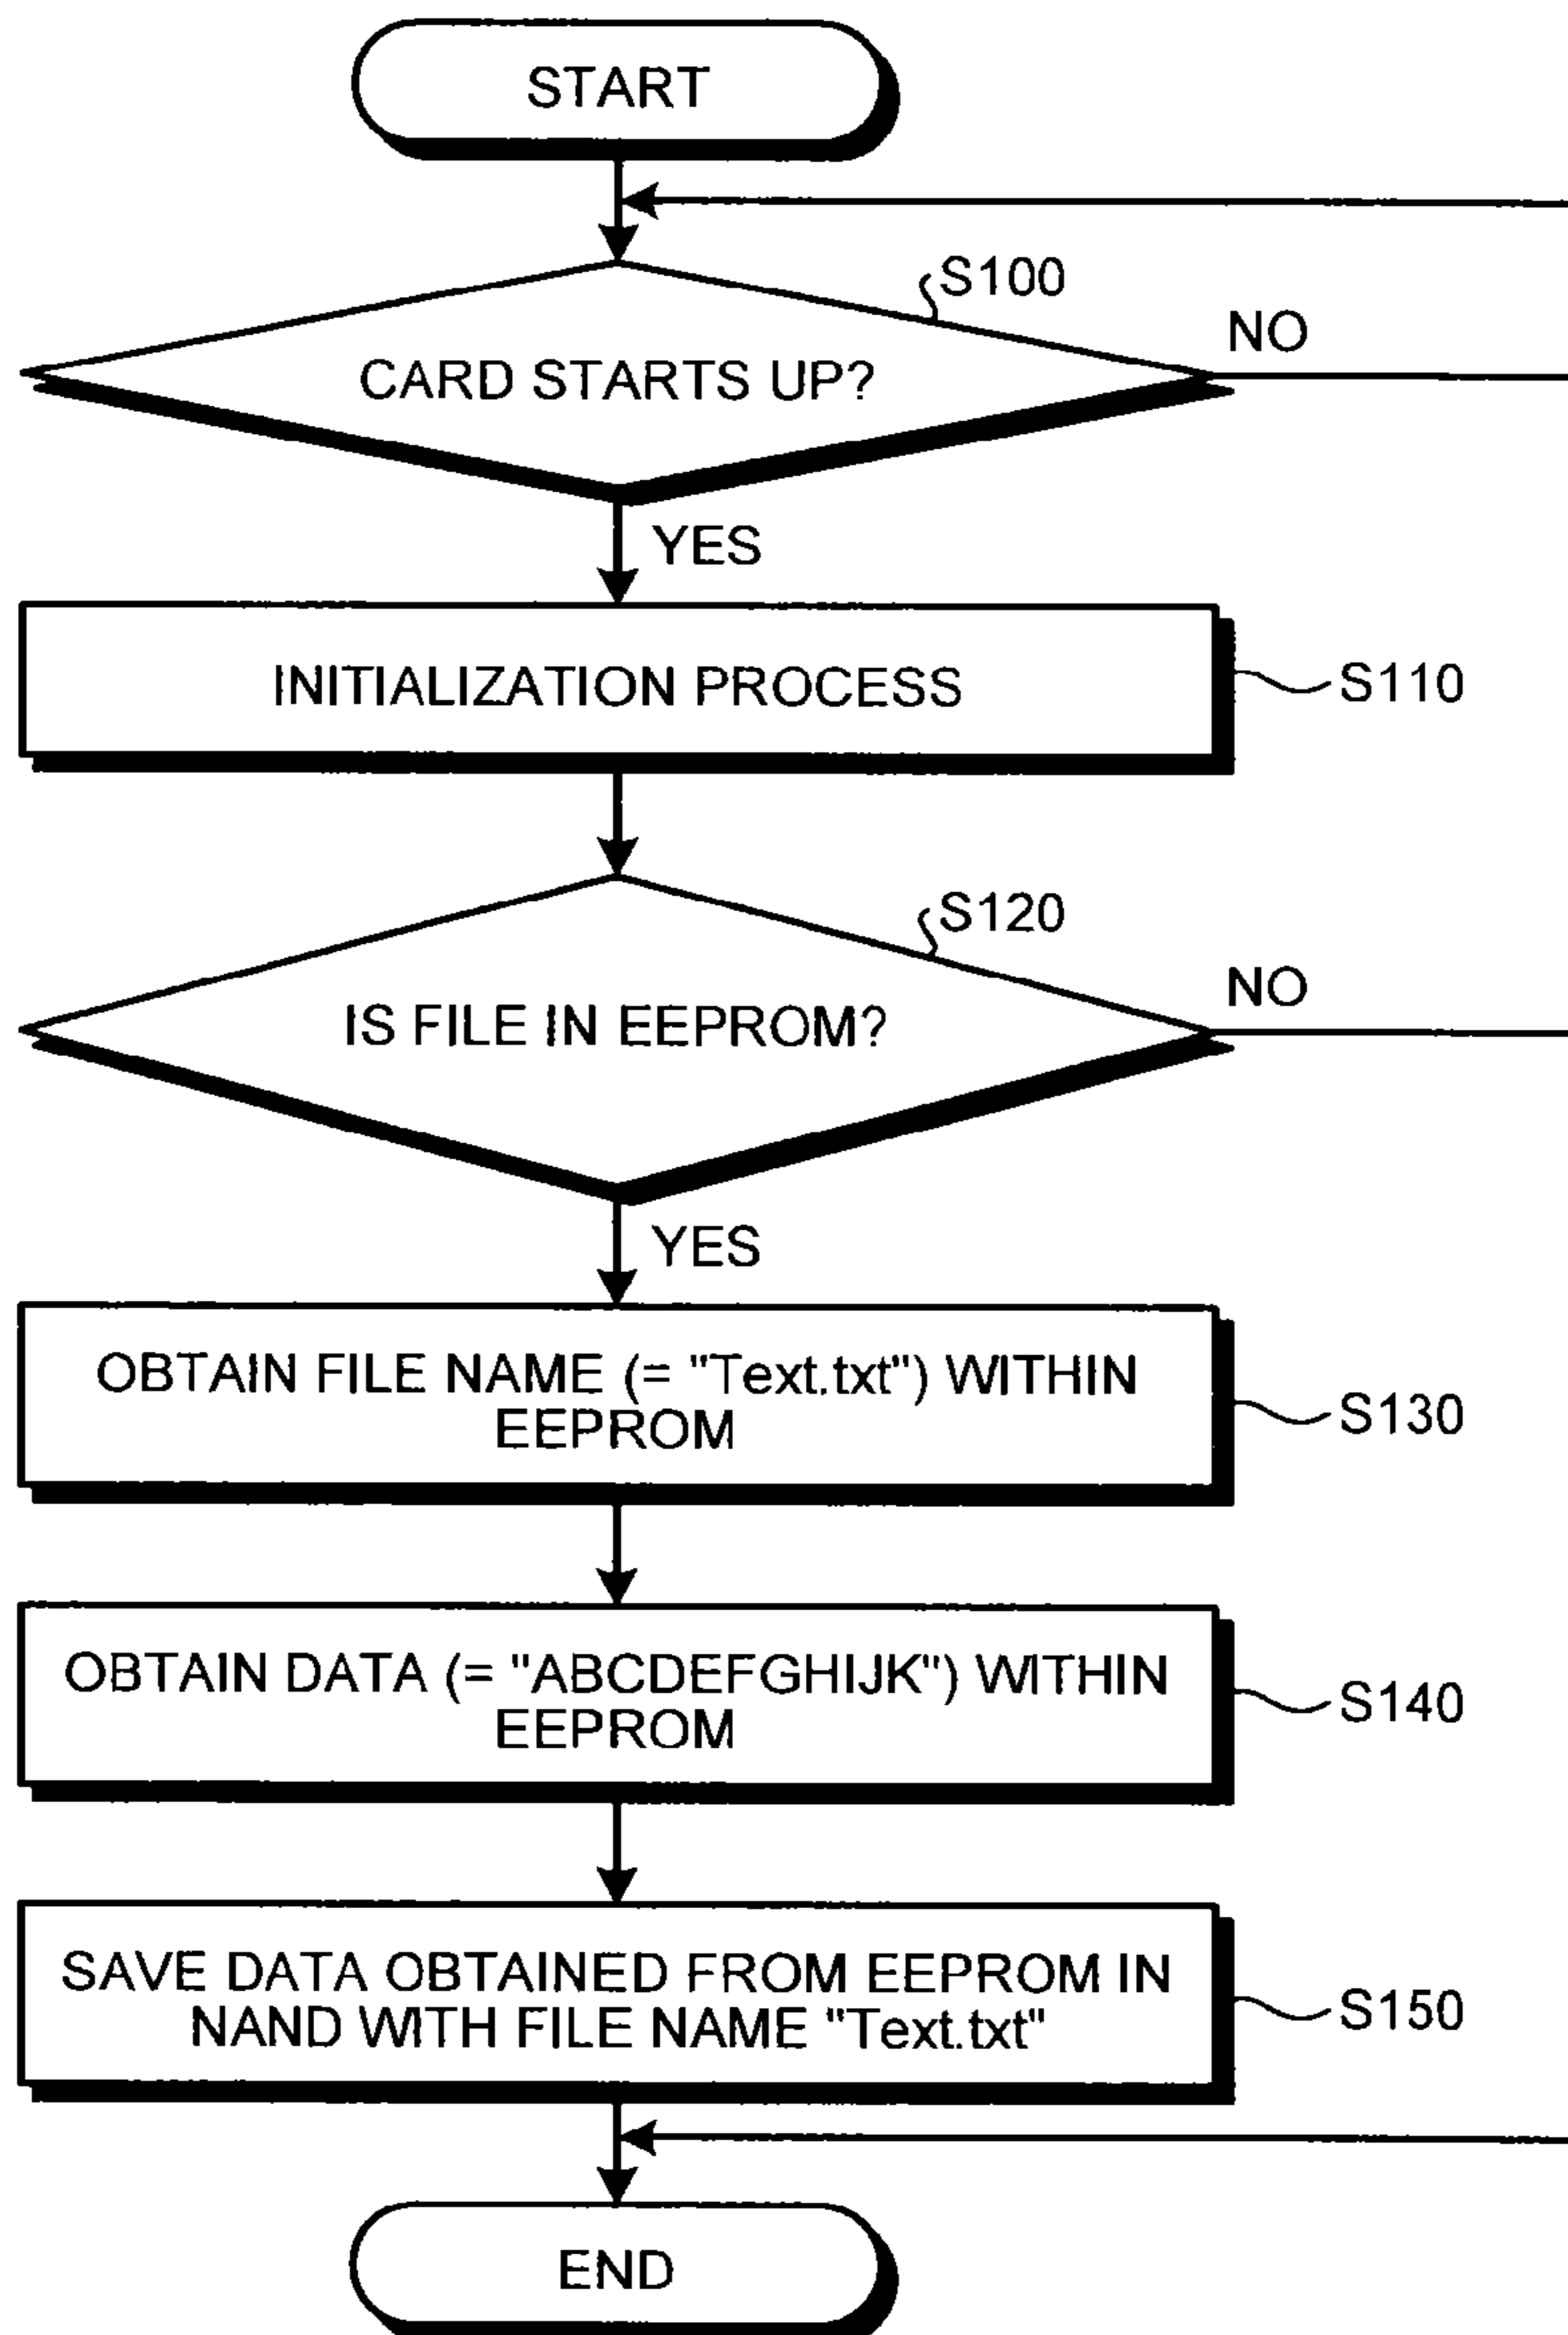 START
S100
NO
CARD STARTS UP?
YES
INITIALIZATION PROCESS
S110
S120
NO
IS FILE IN EEPROM?
YES
OBTAIN FILE NAME (= "Text.txt") WITHIN
EEPROM
S130
OBTAIN DATA (= "ABCDEFGHIJK") WITHIN
EEPROM
S140
SAVE DATA OBTAINED FROM EEPROM IN
NAND WITH FILE NAME "Text.txt"
S150
END